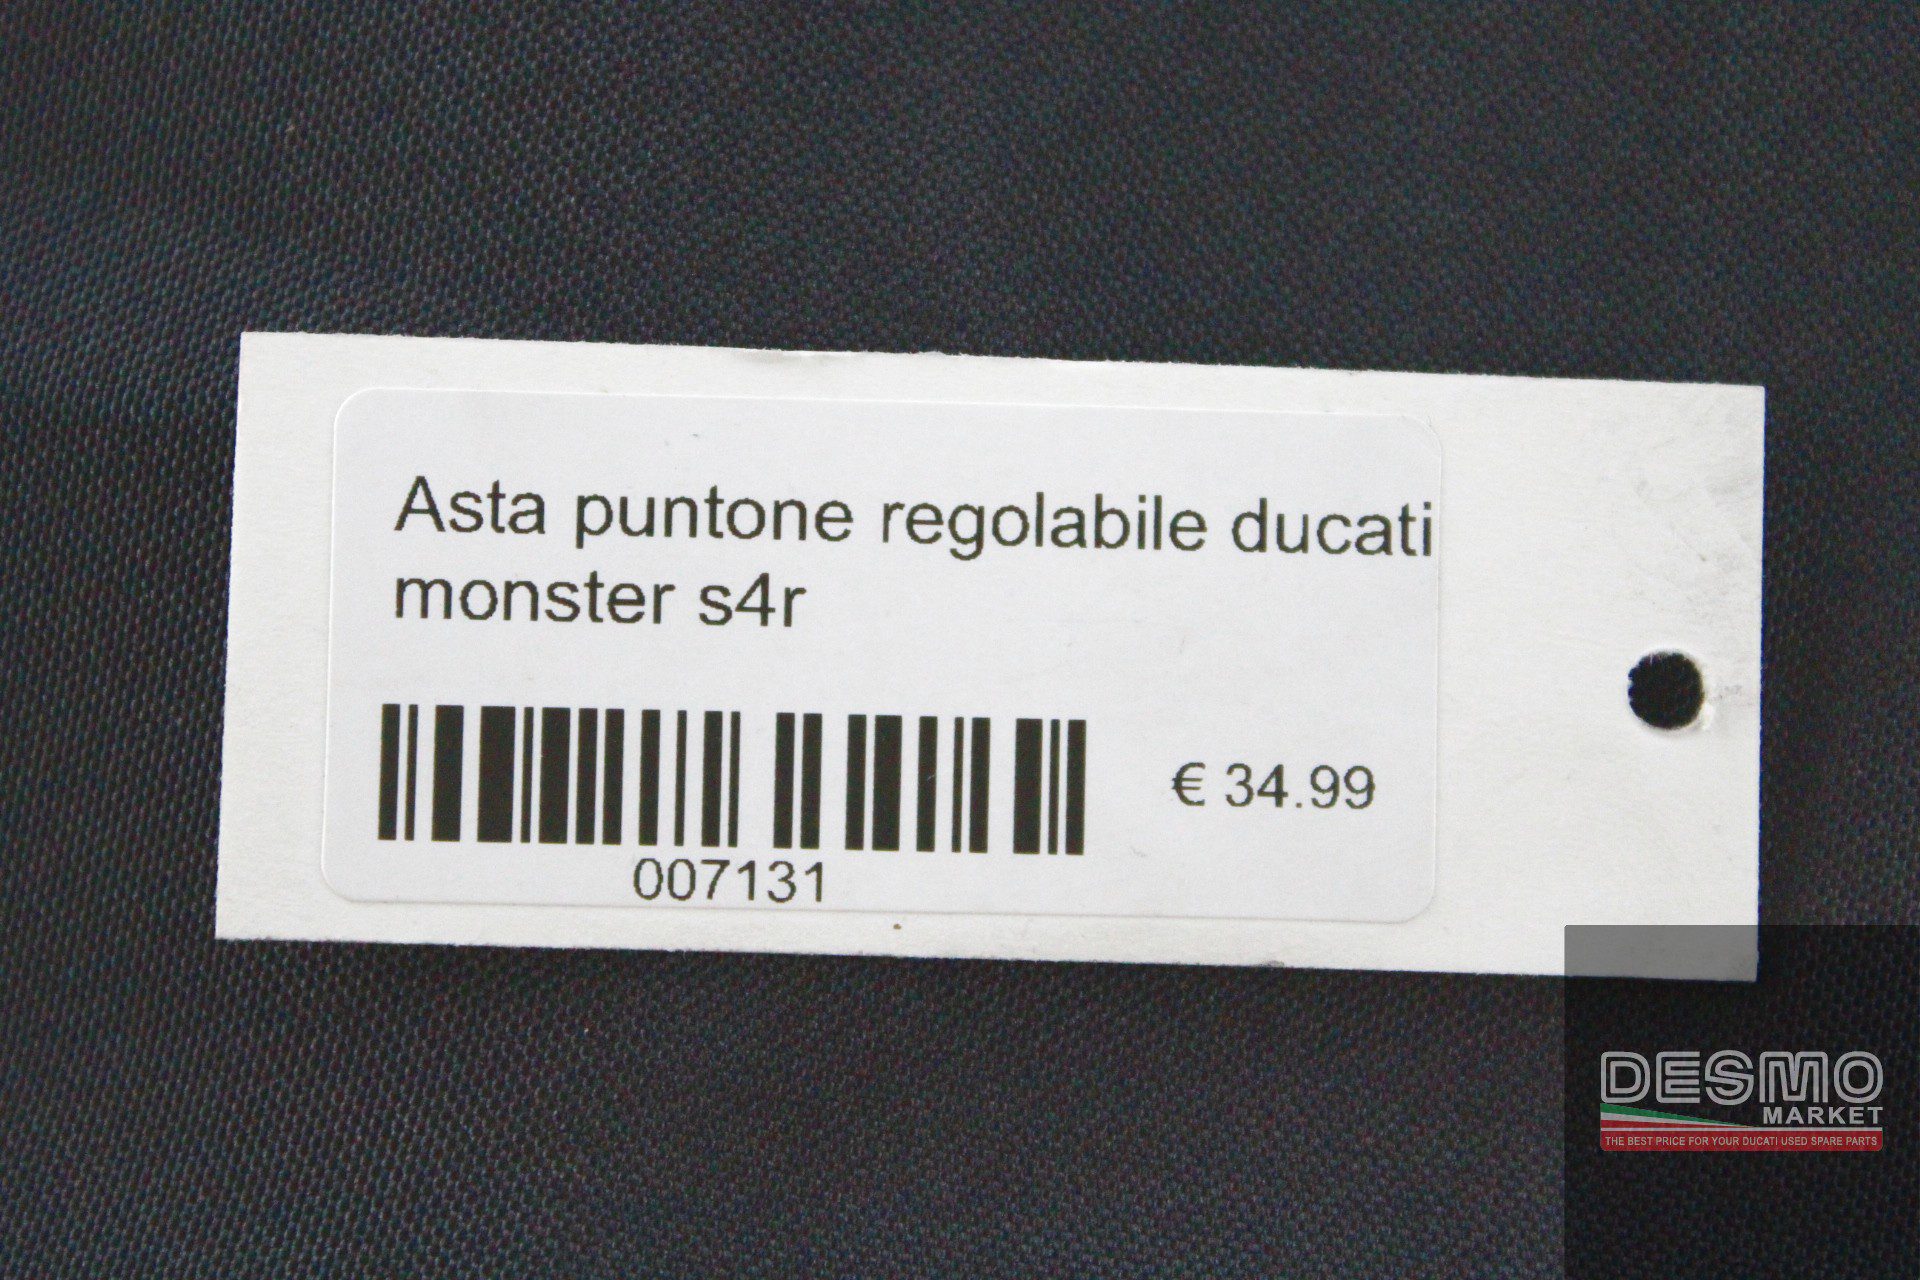 Asta puntone regolabile ducati
monster s4r
€ 34.99
007131
DESMO
MARKET
THE BEST PRICE FOR YOUR DUCATI USED SPARE PARTS